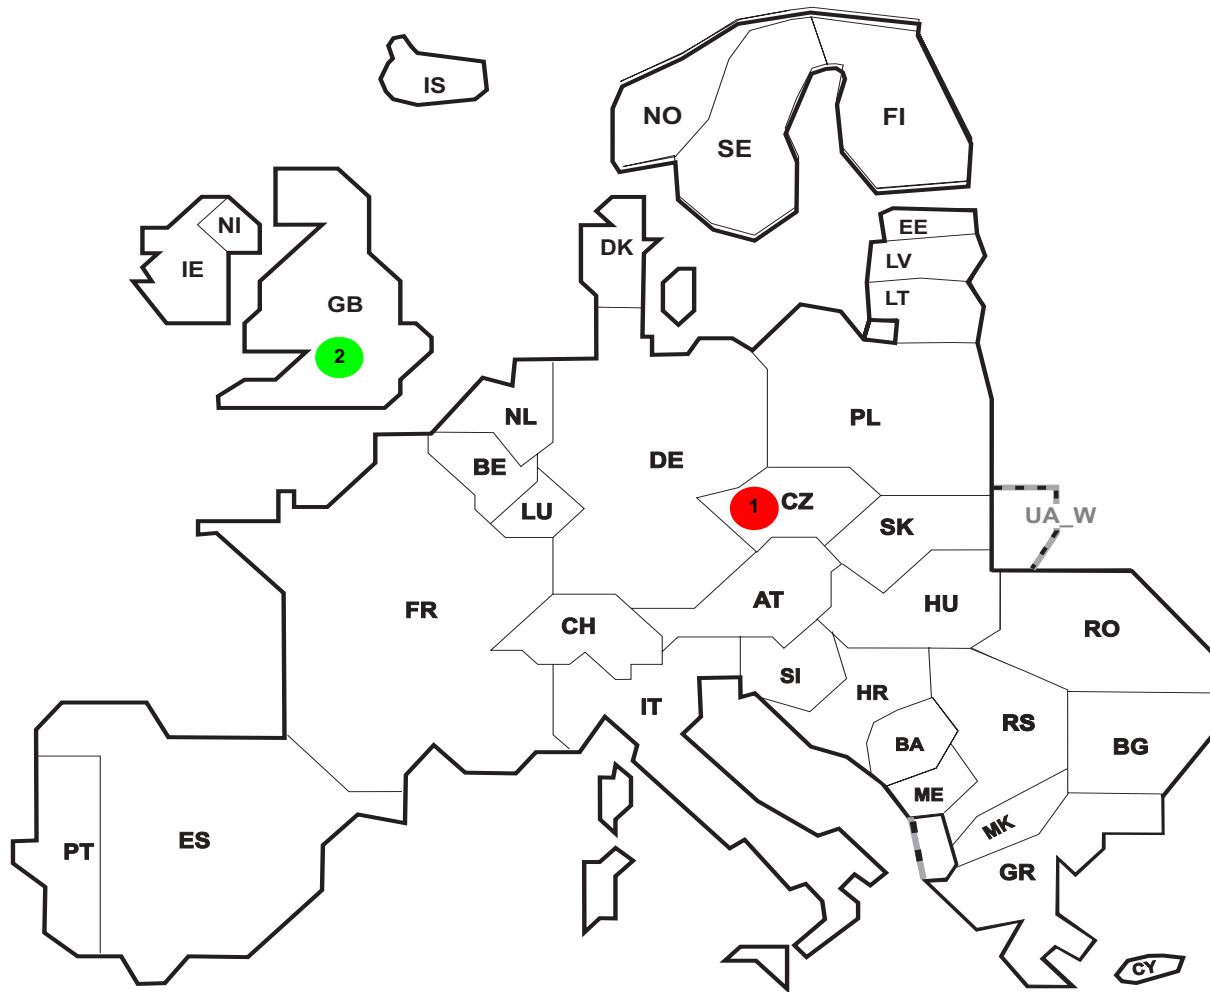 IS
NO
FI
SE
NI
EE
DK
LV
IE
LT
GB
2
NL
PL
DE
BE
CZ
1
LU
UA_W
SK
AT
HU
FR
CH
RO
SI
HR
IT
RS
BA
BG
ME
MK
ES
PT
GR
CY